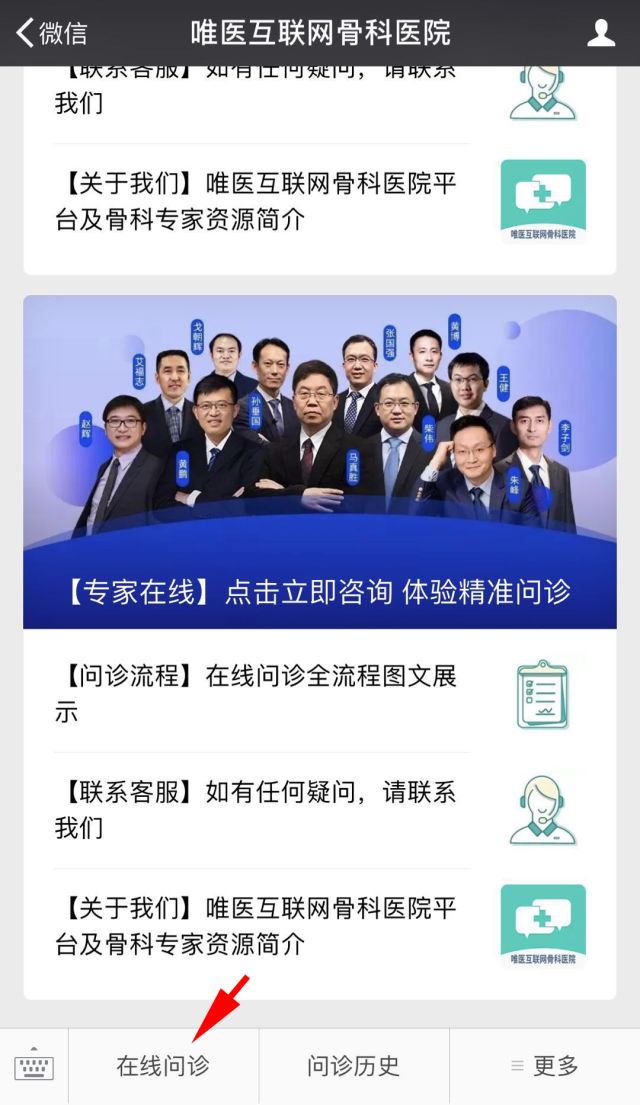 微信
唯医互联网骨科医院
【联系客服】如有任何疑问，请联系
我们
【关于我们】唯医互联网骨科医院平
台及骨科专家资源简介
唯医互联网骨科医院
戈朝晖
张国强
黄博
艾福志
王健
孙垂国
赵辉
柴伟
李子剑
黄鹏
马真胜
朱峰
【专家在线】点击立即咨询 体验精准问诊
【问诊流程】在线问诊全流程图文展
示
【联系客服】如有任何疑问，请联系
我们
【关于我们】唯医互联网骨科医院平
台及骨科专家资源简介
唯医互联网骨科医院
在线问诊
问诊历史
更多